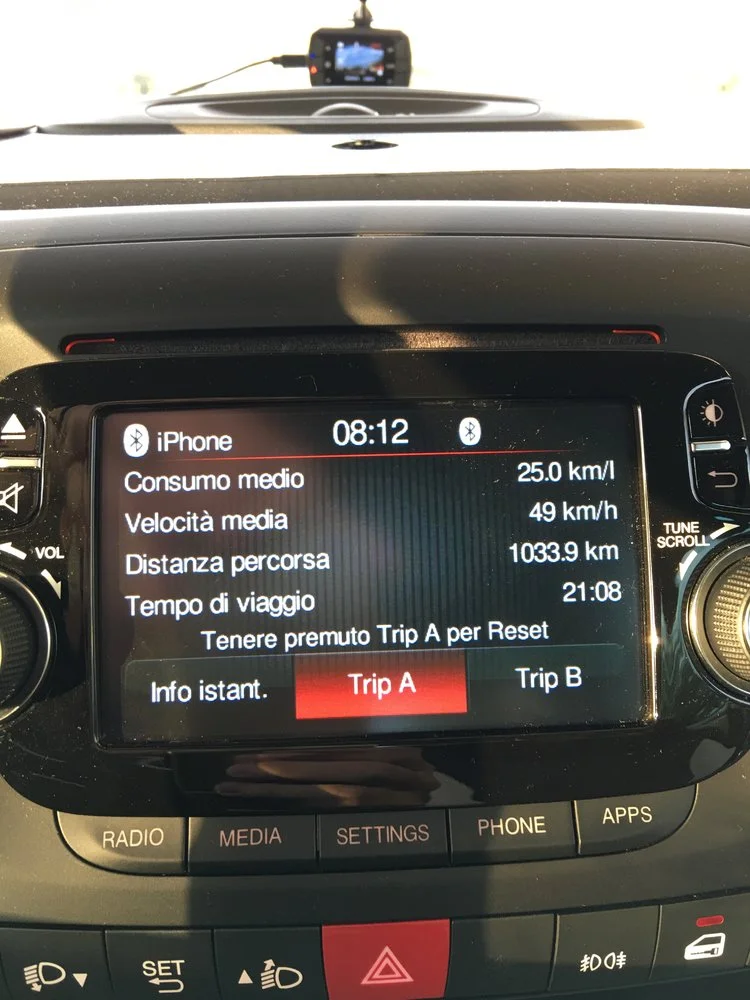 iPhone 08:12
Consumo medio 25.0 km/l
Velocità media 49 km/h
Distanza percorsa 1033.9 km
Tempo di viaggio 21:08
Tenere premuto Trip A per Reset
Info istant. Trip A Trip B
VOL
TUNE
SCROLL
RADIO MEDIA SETTINGS PHONE APPS
SET